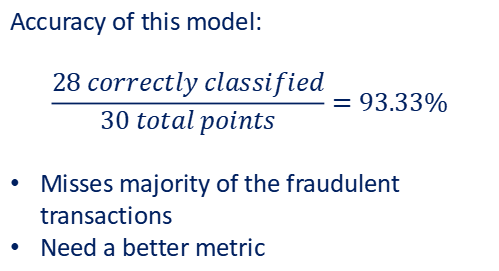 Accuracy of this model:
28 correctly classified
30 total points
= 93.33%
• Misses majority of the fraudulent
transactions
• Need a better metric